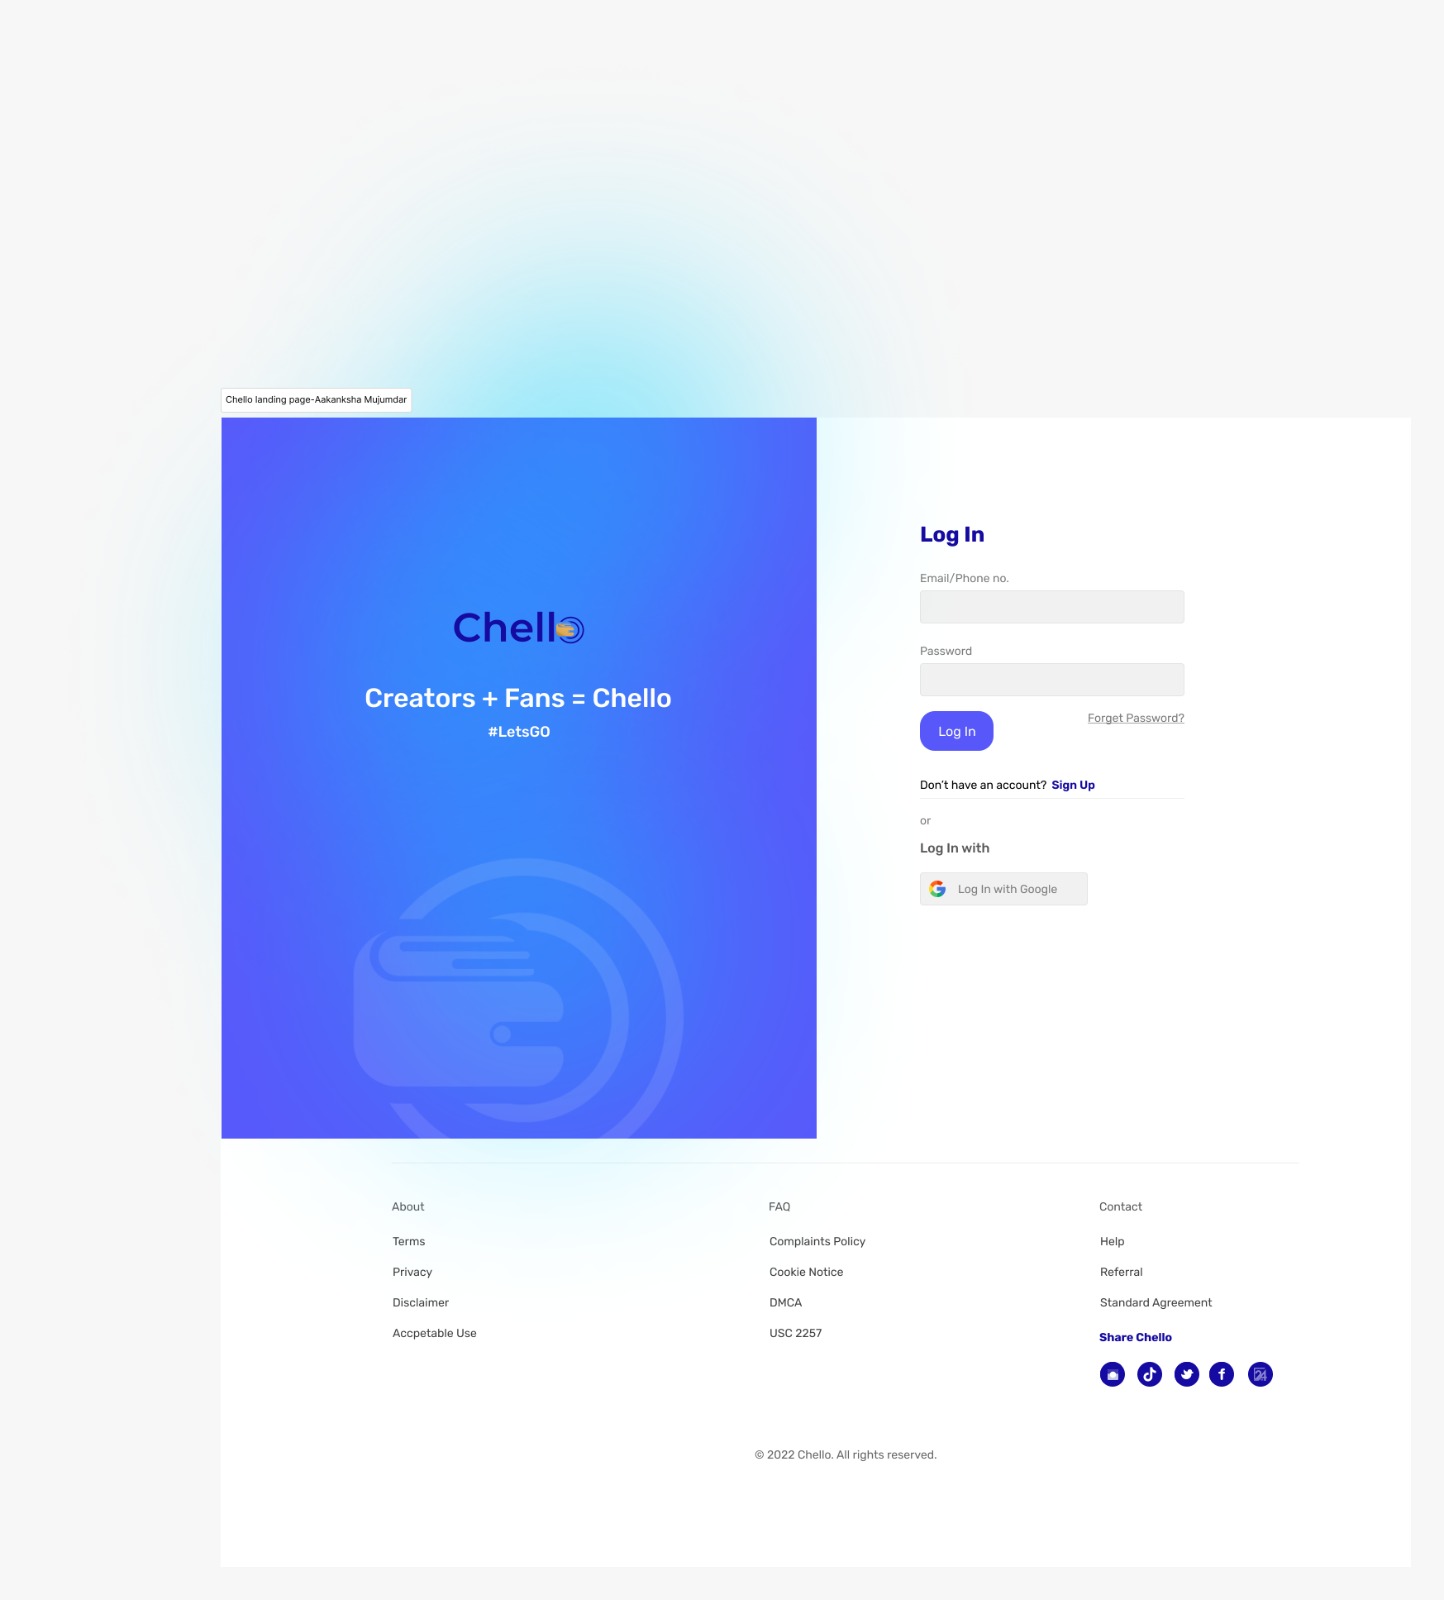 Chello landing page-Aakanksha Mujumdar
Chello
Creators + Fans = Chello
#LetsGO
Log In
Email/Phone no.
Password
Log In
Forget Password?
Don't have an account? Sign Up
or
Log In with
Log In with Google
About
Terms
Privacy
Disclaimer
Accpetable Use
FAQ
Complaints Policy
Cookie Notice
DMCA
USC 2257
Contact
Help
Referral
Standard Agreement
Share Chello
© 2022 Chello. All rights reserved.